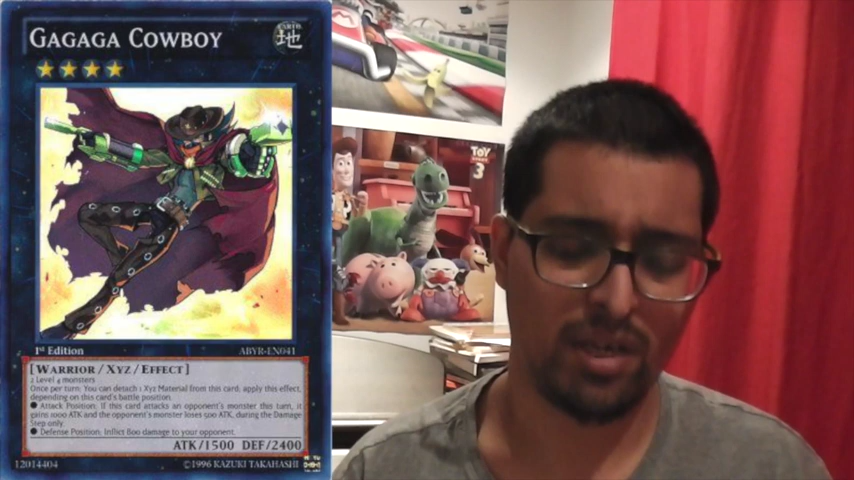 GAGAGA COWBOY
EARTH
地
1st Edition
ABYR-EN041
[WARRIOR/XYZ/EFFECT]
2 Level 4 monsters
Once per turn: You can detach 1 Xyz Material from this card; apply this effect,
depending on this card's battle position.
● Attack Position: If this card attacks an opponent's monster this turn, it
gains 1000 ATK and the opponent's monster loses 500 ATK, during the Damage
Step only.
● Defense Position: Inflict 800 damage to your opponent.
ATK/1500 DEF/2400
12014404
©1996 KAZUKI TAKAHASHI
TOY
STORY
3